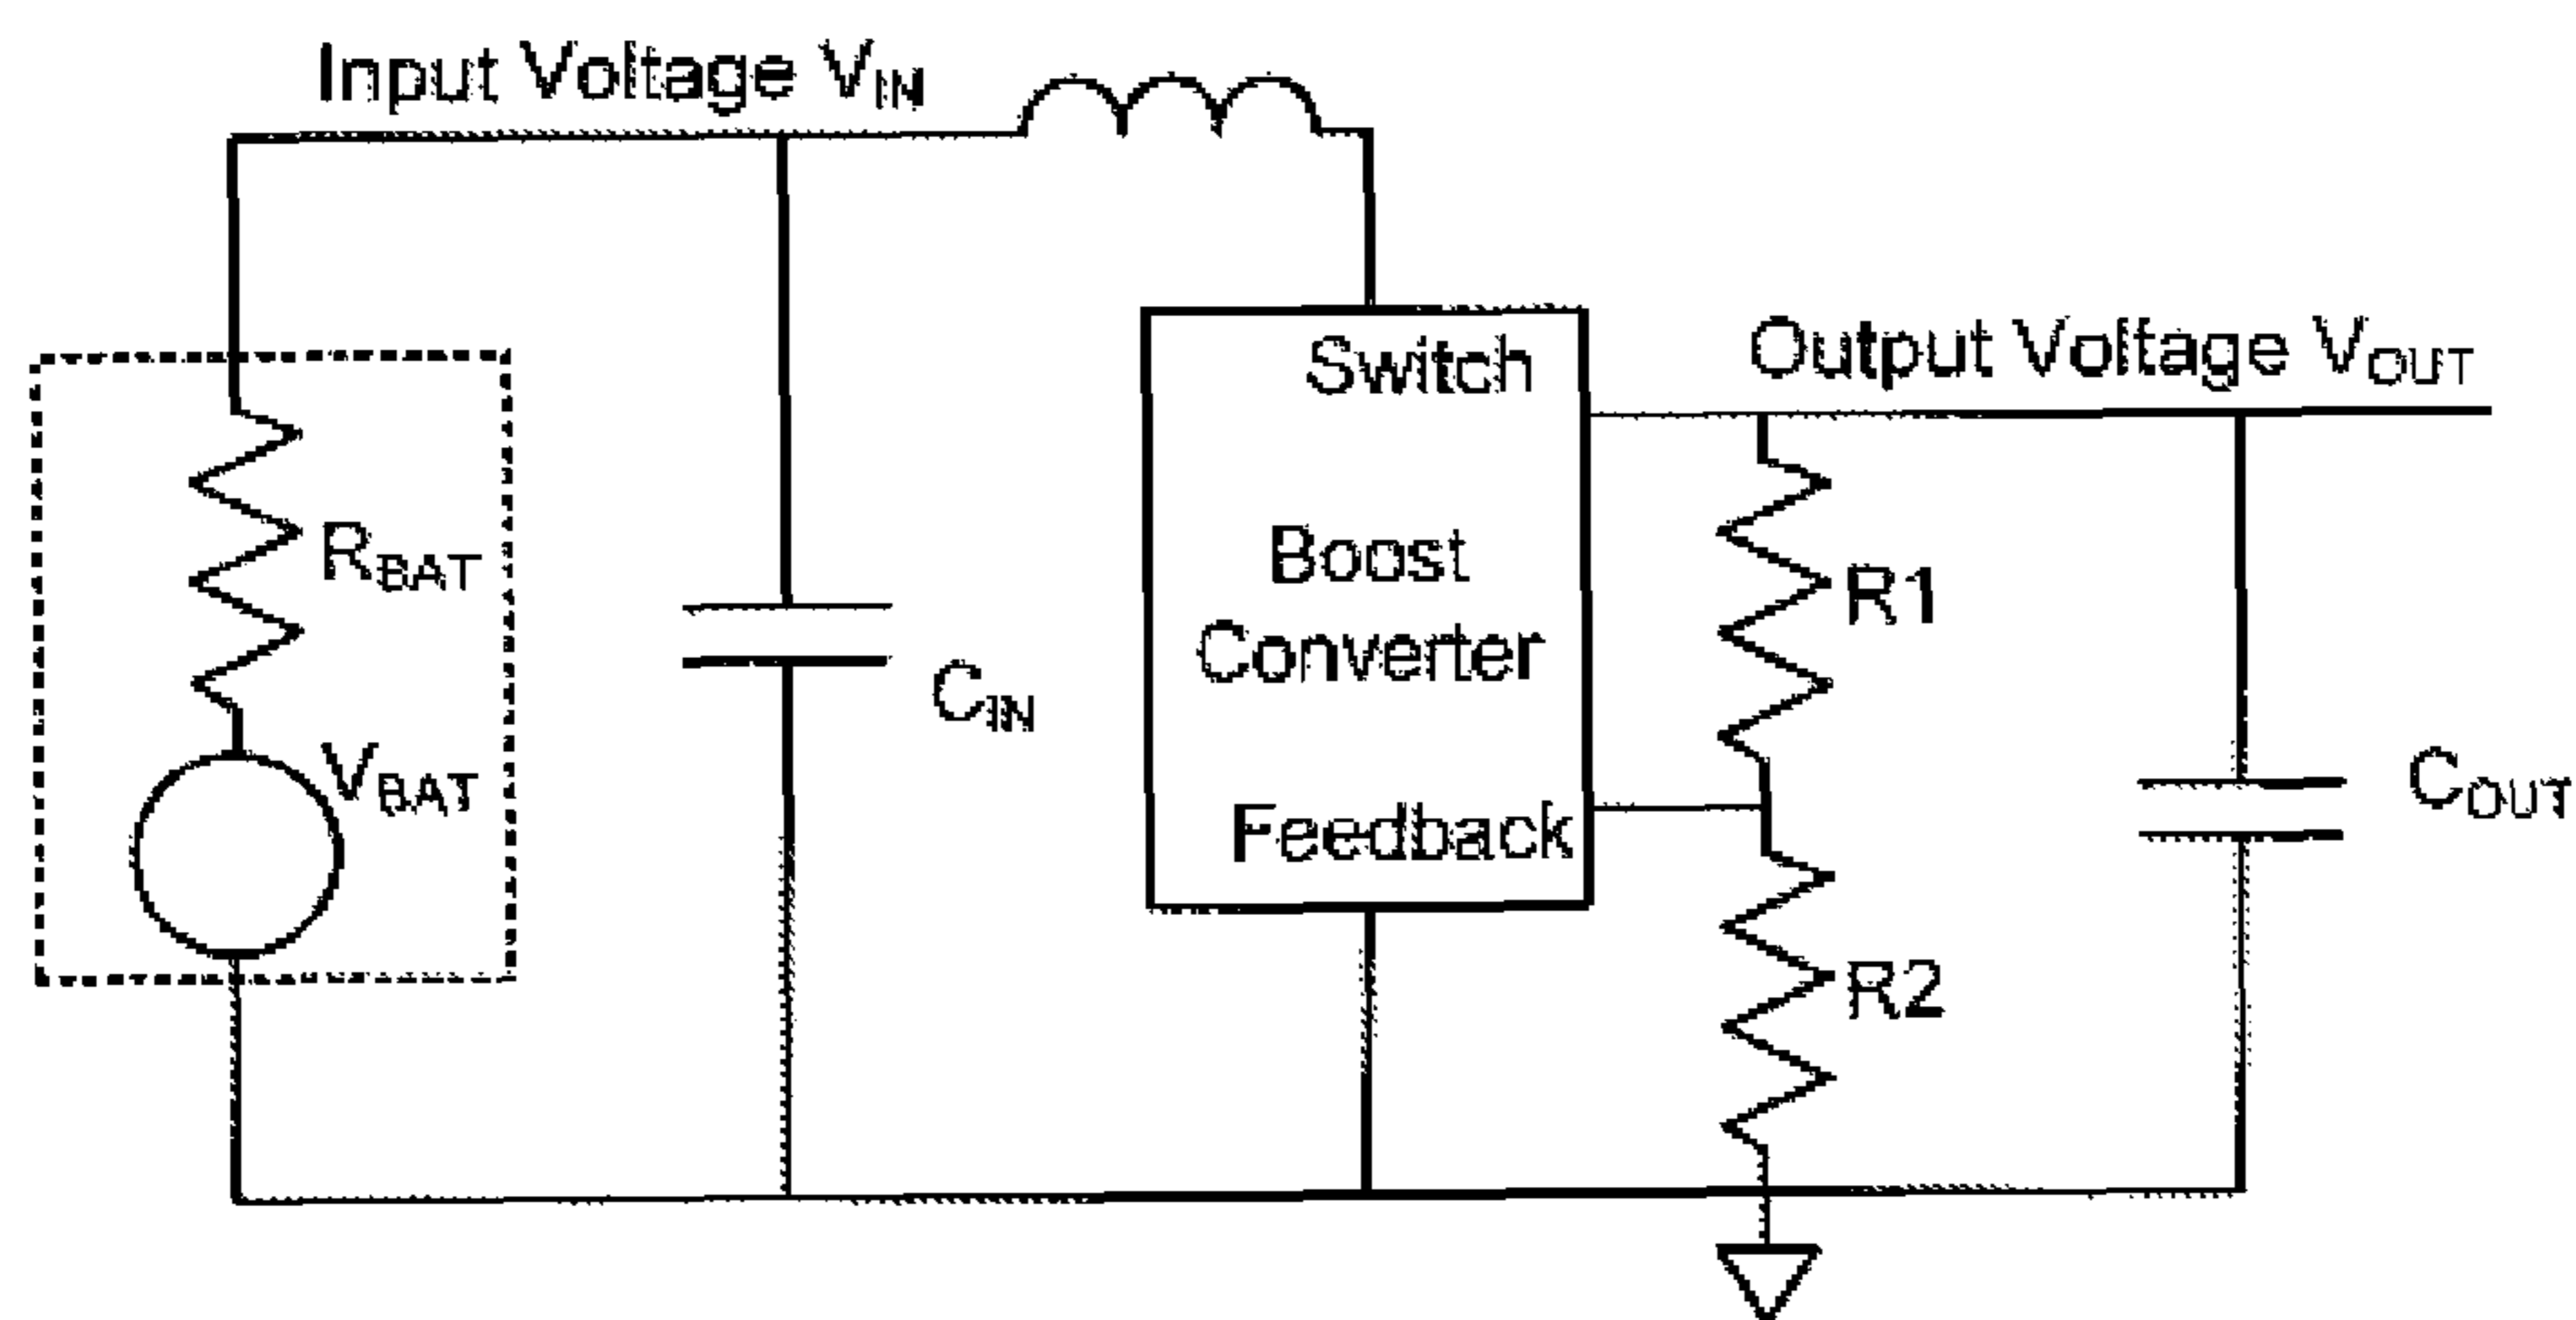 Input Voltage VIN
Switch
Output Voltage VOUT
RBAT
Boost
Converter
R1
CIN
VBAT
Feedback
COUT
R2